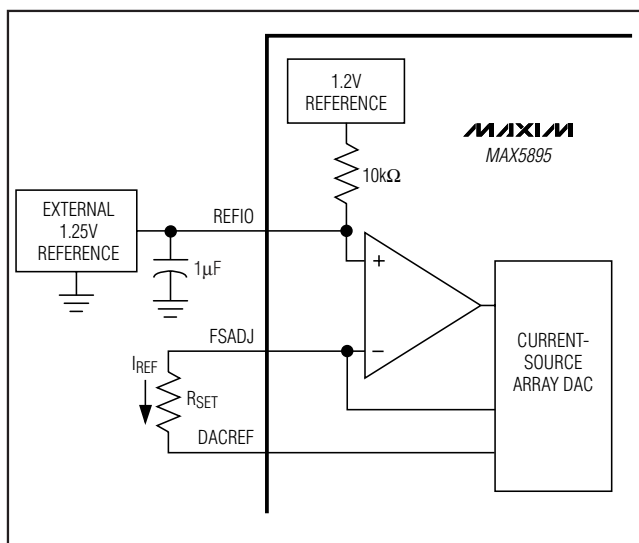 1.2V
REFERENCE
MAXIM
MAX5895
10kΩ
EXTERNAL
1.25V
REFERENCE
REFIO
1µF
+
−
CURRENT-
SOURCE
ARRAY DAC
FSADJ
IREF
RSET
DACREF